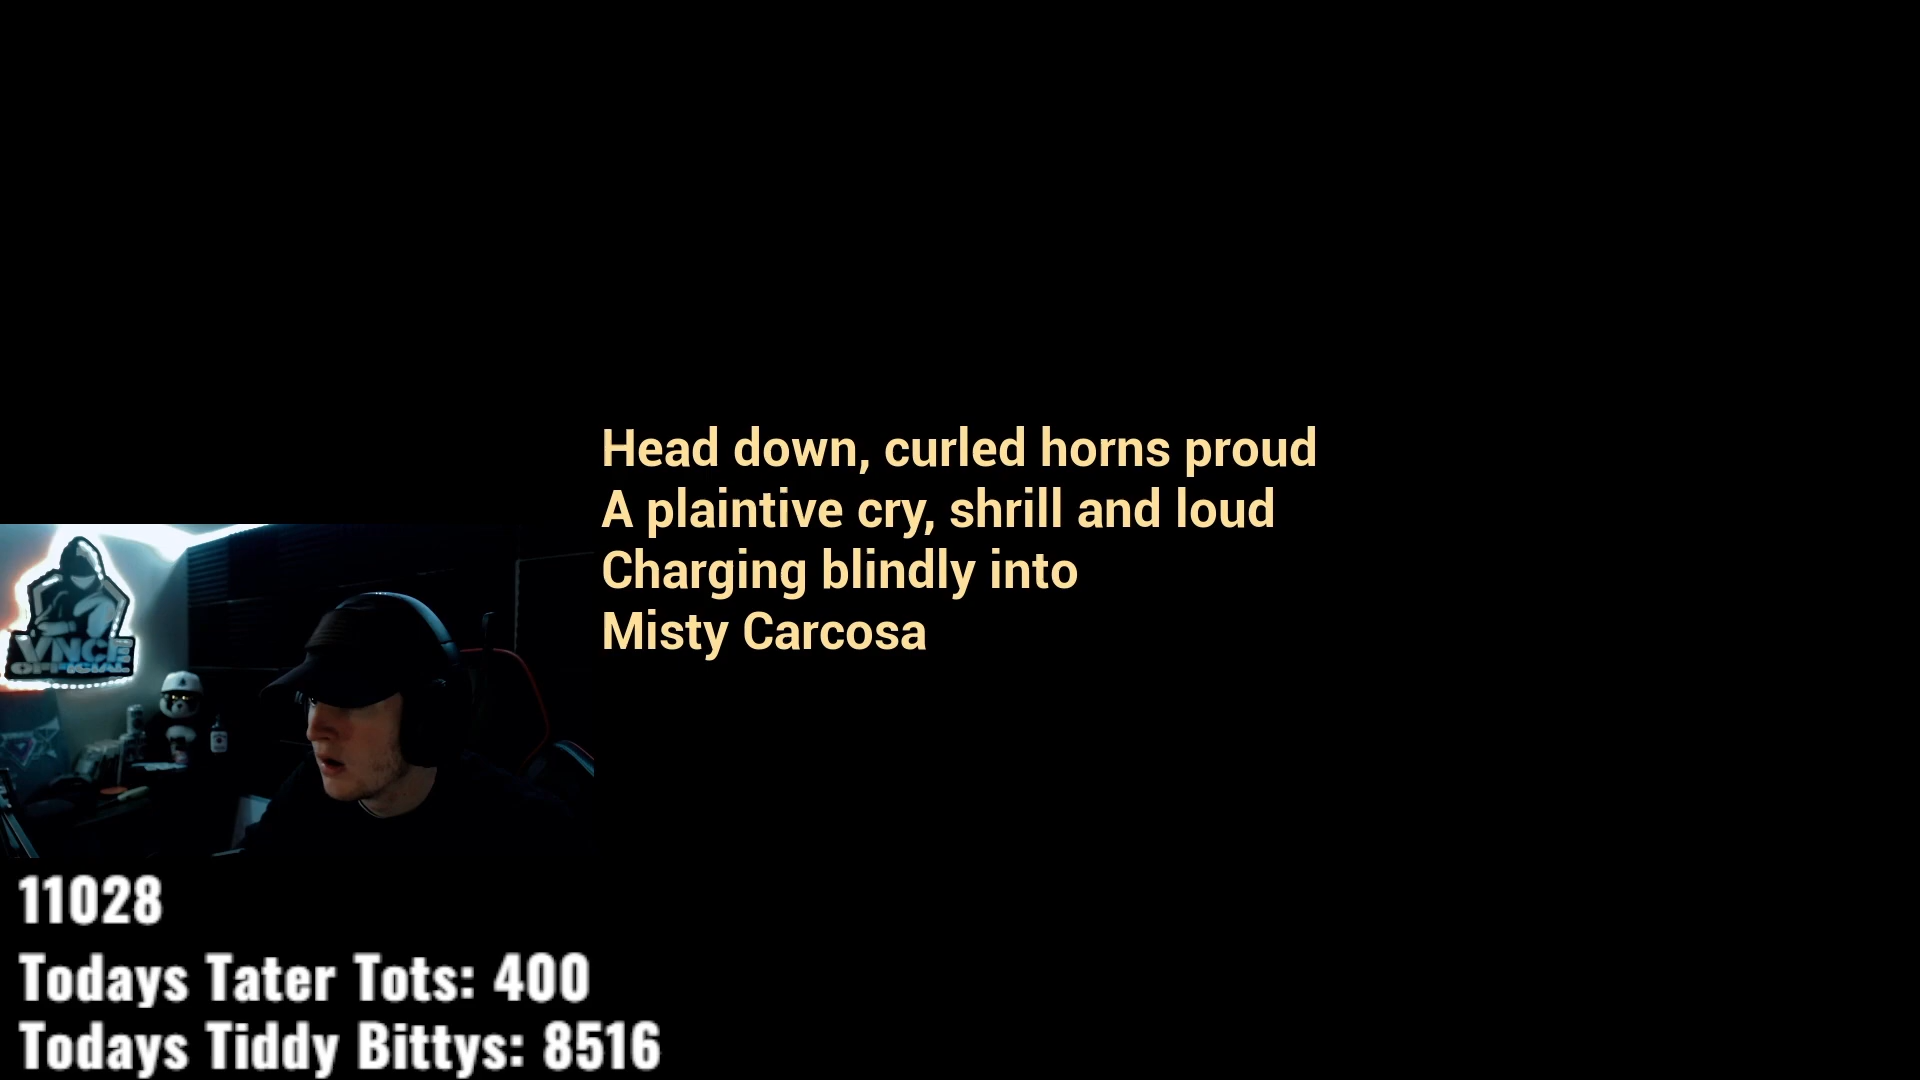 Head down, curled horns proud
A plaintive cry, shrill and loud
Charging blindly into
Misty Carcosa
VNCE
OFFICIAL
11028
Todays Tater Tots: 400
Todays Tiddy Bittys: 8516